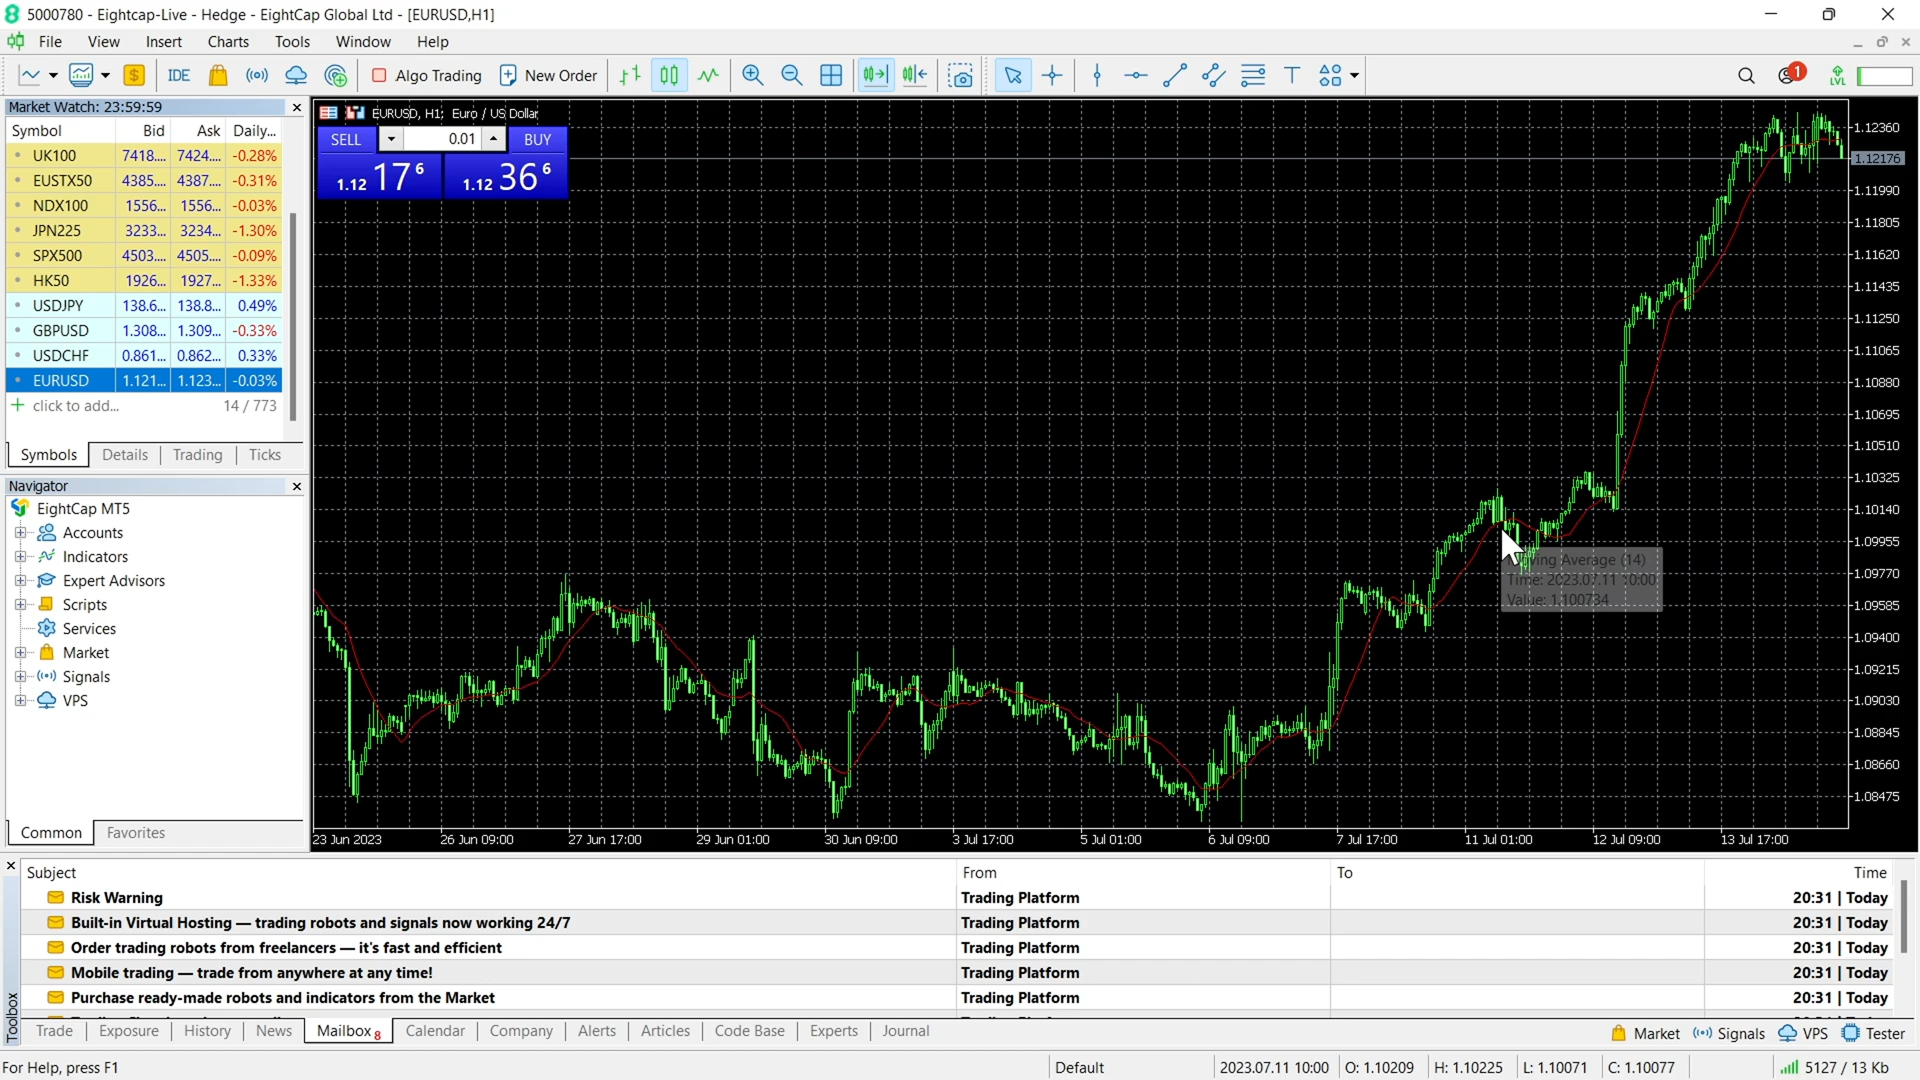 5000780 - Eightcap-Live - Hedge - EightCap Global Ltd - [EURUSD,H1]
File View Insert Charts Tools Window Help
IDE Algo Trading New Order 1 LVL
Market Watch: 23:59:59
Symbol Bid Ask Daily...
UK100 7418.... 7424.... -0.28%
EUSTX50 4385.... 4387.... -0.31%
NDX100 1556... 1556... -0.03%
JPN225 3233... 3234... -1.30%
SPX500 4503.... 4505.... -0.09%
HK50 1926... 1927... -1.33%
USDJPY 138.6... 138.8... 0.49%
GBPUSD 1.308... 1.309... -0.33%
USDCHF 0.861... 0.862... 0.33%
EURUSD 1.121... 1.123... -0.03%
click to add... 14 / 773
Symbols Details Trading Ticks
Navigator
EightCap MT5
Accounts
Indicators
Expert Advisors
Scripts
Services
Market
Signals
VPS
Common Favorites
EURUSD, H1: Euro / US Dollar
SELL 0.01 BUY
1.12 17 6 1.12 36 6
1.12360
1.12176
1.11990
1.11805
1.11620
1.11435
1.11250
1.11065
1.10880
1.10695
1.10510
1.10325
1.10140
1.09955
1.09770
1.09585
1.09400
1.09215
1.09030
1.08845
1.08660
1.08475
Average (14)
Time: 2023.07.11 10:00
Value: 1.100734
23 Jun 2023 26 Jun 09:00 27 Jun 17:00 29 Jun 01:00 30 Jun 09:00 3 Jul 17:00 5 Jul 01:00 6 Jul 09:00 7 Jul 17:00 11 Jul 01:00 12 Jul 09:00 13 Jul 17:00
Subject From To Time
Risk Warning Trading Platform 20:31 | Today
Built-in Virtual Hosting — trading robots and signals now working 24/7 Trading Platform 20:31 | Today
Order trading robots from freelancers — it's fast and efficient Trading Platform 20:31 | Today
Mobile trading — trade from anywhere at any time! Trading Platform 20:31 | Today
Purchase ready-made robots and indicators from the Market Trading Platform 20:31 | Today
Toolbox
Trade Exposure History News Mailbox 8 Calendar Company Alerts Articles Code Base Experts Journal Market Signals VPS Tester
For Help, press F1 Default 2023.07.11 10:00 O: 1.10209 H: 1.10225 L: 1.10071 C: 1.10077 5127 / 13 Kb